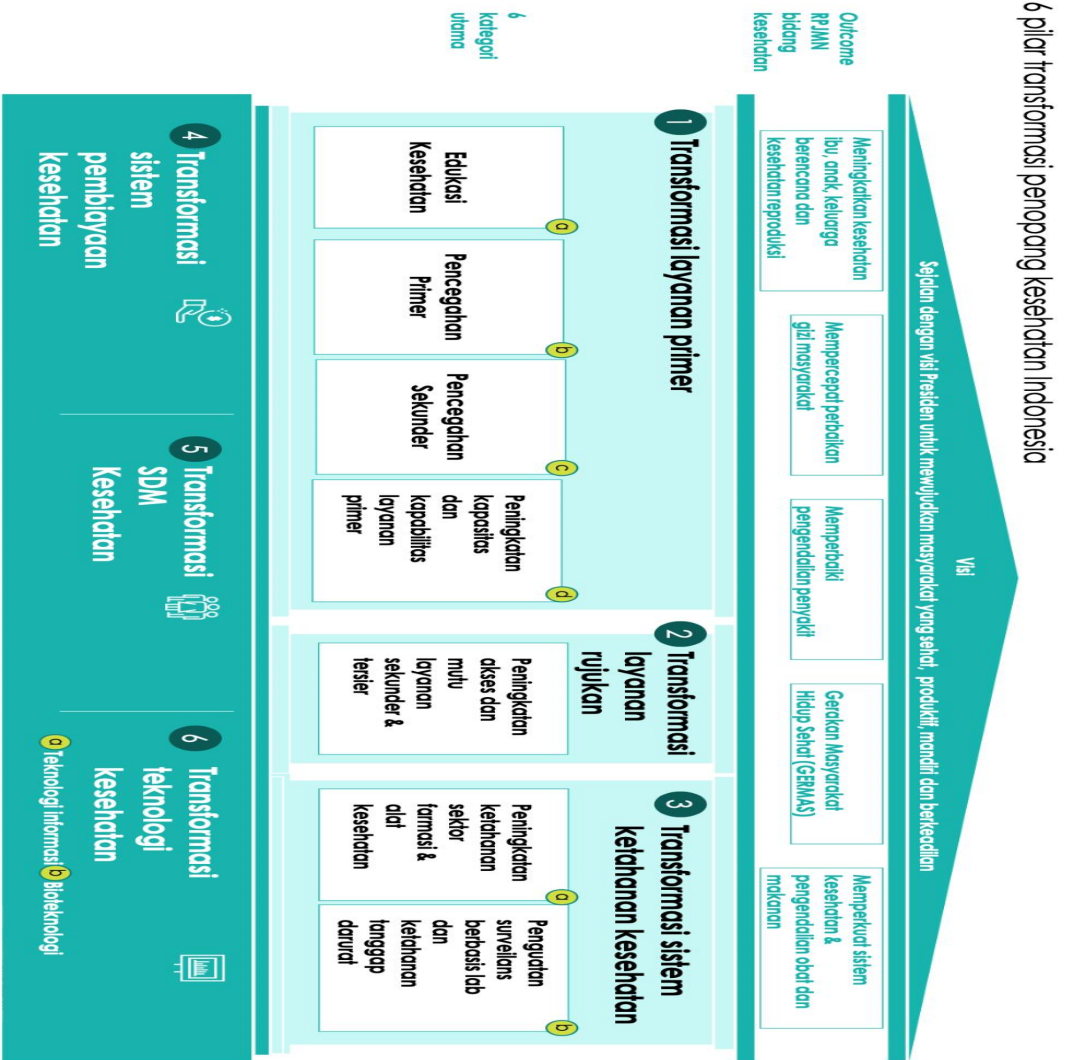 6 pilar transformasi penopang kesehatan Indonesia
Visi
Sejalan dengan visi Presiden untuk mewujudkan masyarakat yang sehat, produktif, mandiri dan berkeadilan
Outcome
RPJMN
bidang
kesehatan
Meningkatkan kesehatan
ibu, anak, keluarga
berencana dan
kesehatan reproduksi
Mempercepat perbaikan
gizi masyarakat
Memperbaiki
pengendalian penyakit
Gerakan Masyarakat
Hidup Sehat (GERMAS)
Memperkuat sistem
kesehatan &
pengendalian obat dan
makanan
6
kategori
utama
1 Transformasi layanan primer
a
Edukasi
Kesehatan
b
Pencegahan
Primer
c
Pencegahan
Sekunder
d
Peningkatan
kapasitas
dan
kapabilitas
layanan
primer
2 Transformasi
layanan
rujukan
Peningkatan
akses dan
mutu
layanan
sekunder &
tersier
3 Transformasi sistem
ketahanan kesehatan
a
Peningkatan
ketahanan
sektor
farmasi &
alat
kesehatan
b
Penguatan
surveilans
berbasis lab
dan
ketahanan
tanggap
darurat
4 Transformasi
sistem
pembiayaan
kesehatan
5 Transformasi
SDM
Kesehatan
6 Transformasi
teknologi
kesehatan
a Teknologi informasi b Bioteknologi